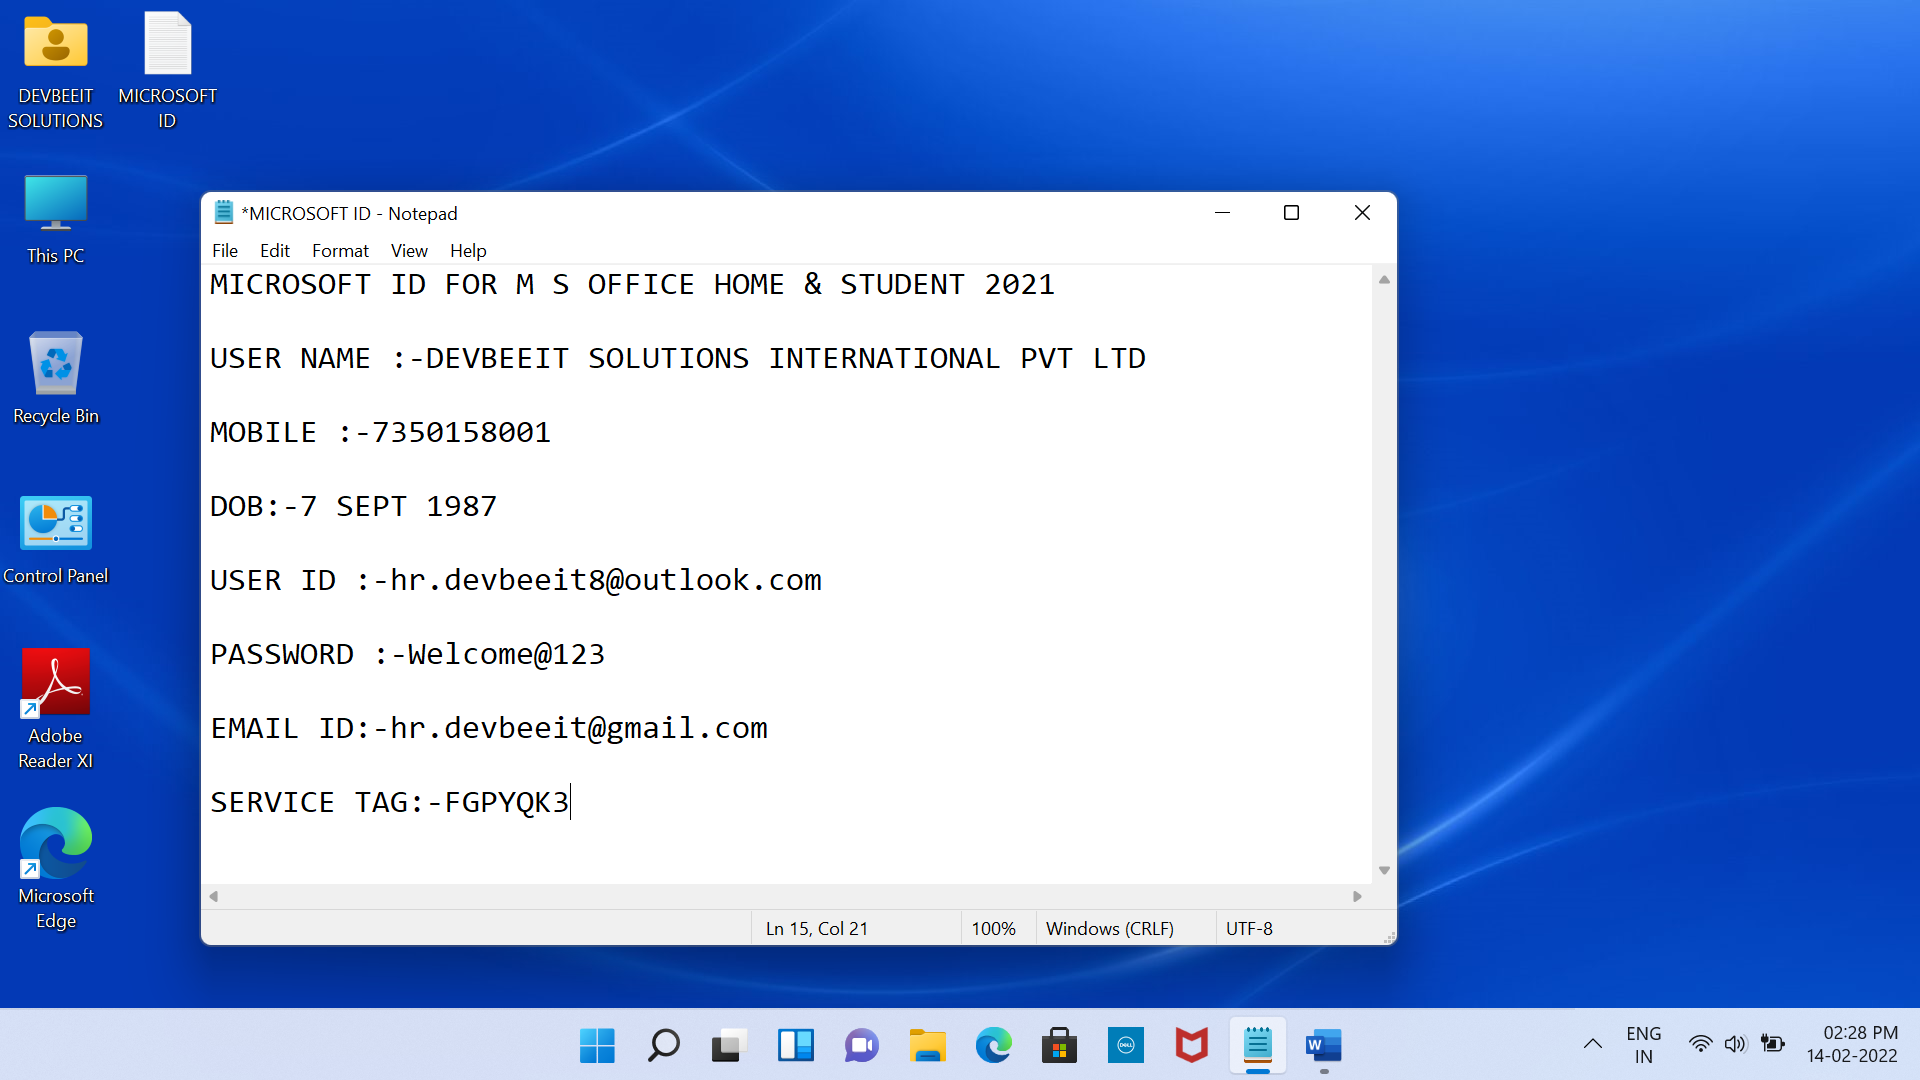 DEVBEEIT SOLUTIONS
MICROSOFT ID
This PC
Recycle Bin
Control Panel
Adobe Reader XI
Microsoft Edge
*MICROSOFT ID - Notepad
File Edit Format View Help
MICROSOFT ID FOR M S OFFICE HOME & STUDENT 2021
USER NAME :-DEVBEEIT SOLUTIONS INTERNATIONAL PVT LTD
MOBILE :-7350158001
DOB:-7 SEPT 1987
USER ID :-hr.devbeeit8@outlook.com
PASSWORD :-Welcome@123
EMAIL ID:-hr.devbeeit@gmail.com
SERVICE TAG:-FGPYQK3
Ln 15, Col 21 100% Windows (CRLF) UTF-8
DELL
W
ENG
IN
02:28 PM
14-02-2022